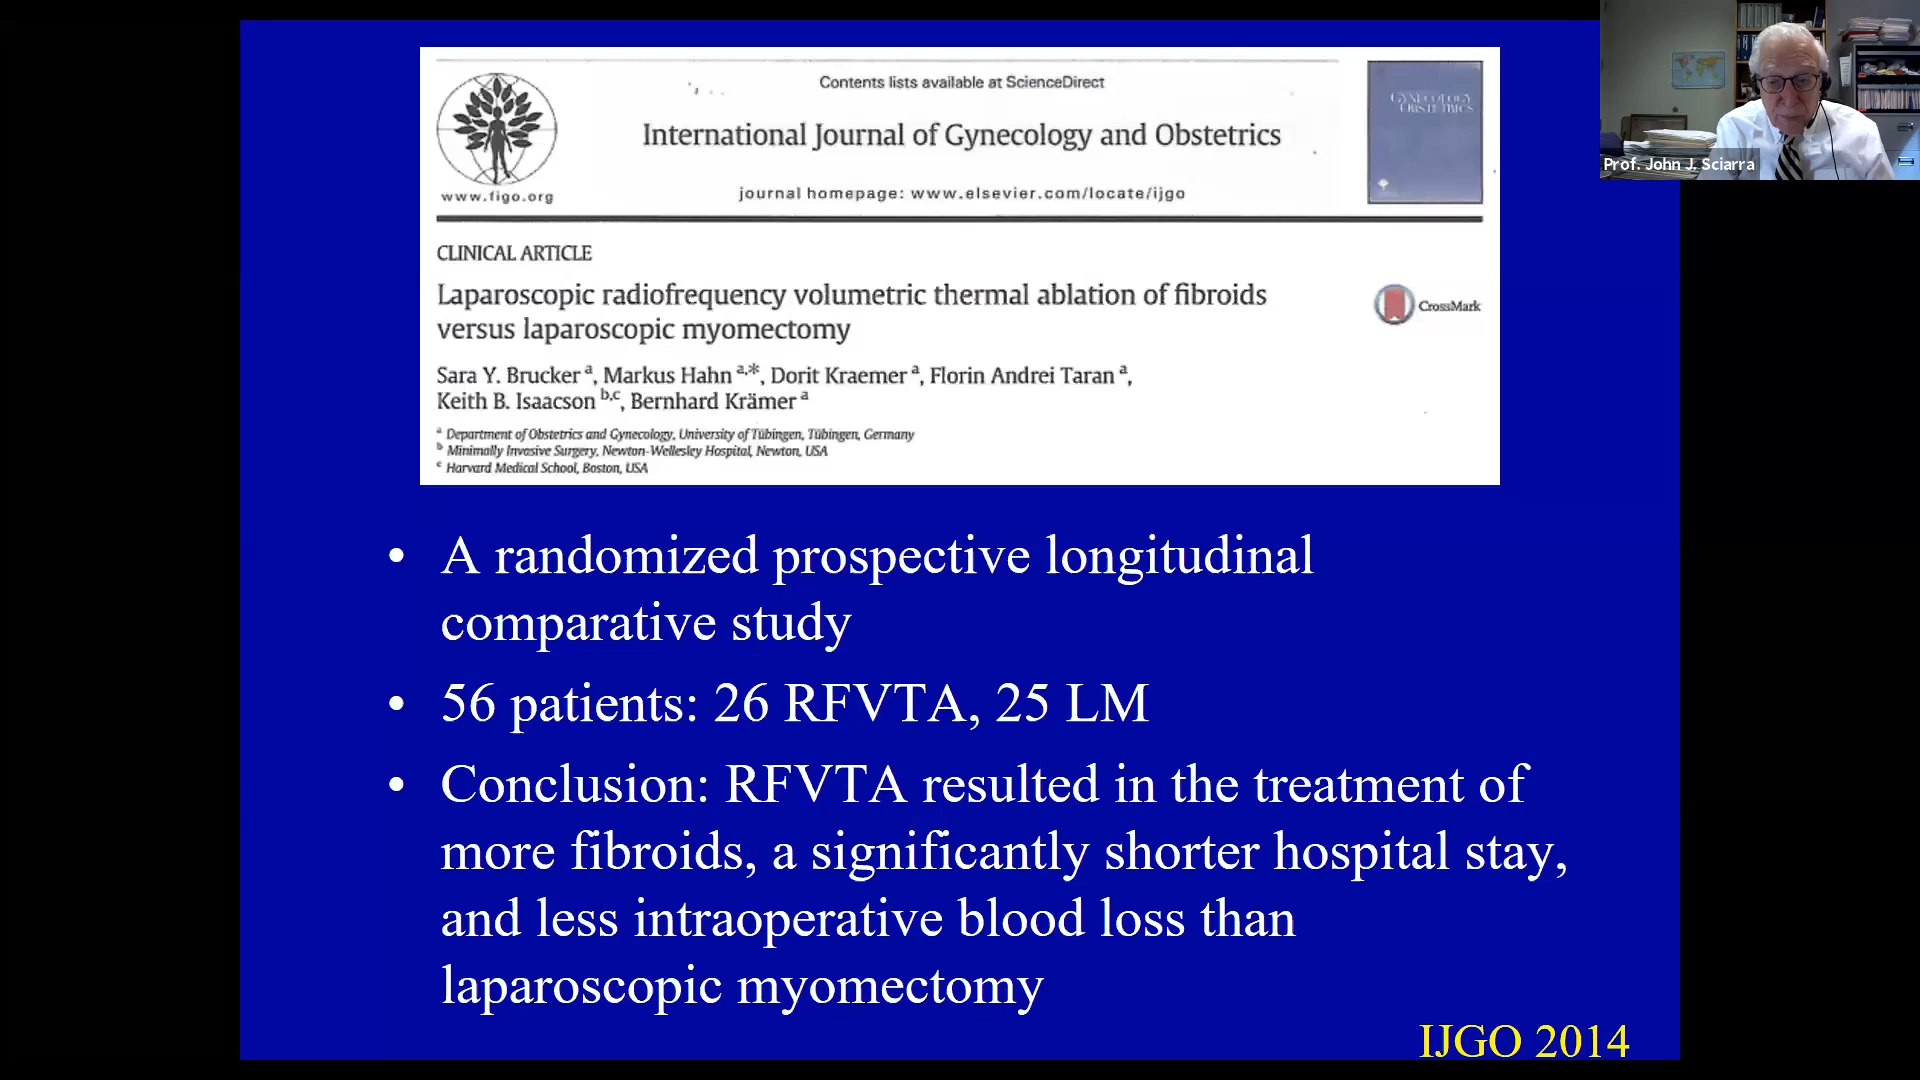 Contents lists available at ScienceDirect
International Journal of Gynecology and Obstetrics
journal homepage: www.elsevier.com/locate/ijgo
www.figo.org
GYNECOLOGY
OBSTETRICS
CLINICAL ARTICLE
Laparoscopic radiofrequency volumetric thermal ablation of fibroids
versus laparoscopic myomectomy
CrossMark
Sara Y. Brucker a, Markus Hahn a,*, Dorit Kraemer a, Florin Andrei Taran a,
Keith B. Isaacson b,c, Bernhard Krämer a
a Department of Obstetrics and Gynecology, University of Tübingen, Tübingen, Germany
b Minimally Invasive Surgery, Newton-Wellesley Hospital, Newton, USA
c Harvard Medical School, Boston, USA
Prof. John J. Sciarra
• A randomized prospective longitudinal
comparative study
• 56 patients: 26 RFVTA, 25 LM
• Conclusion: RFVTA resulted in the treatment of
more fibroids, a significantly shorter hospital stay,
and less intraoperative blood loss than
laparoscopic myomectomy
IJGO 2014